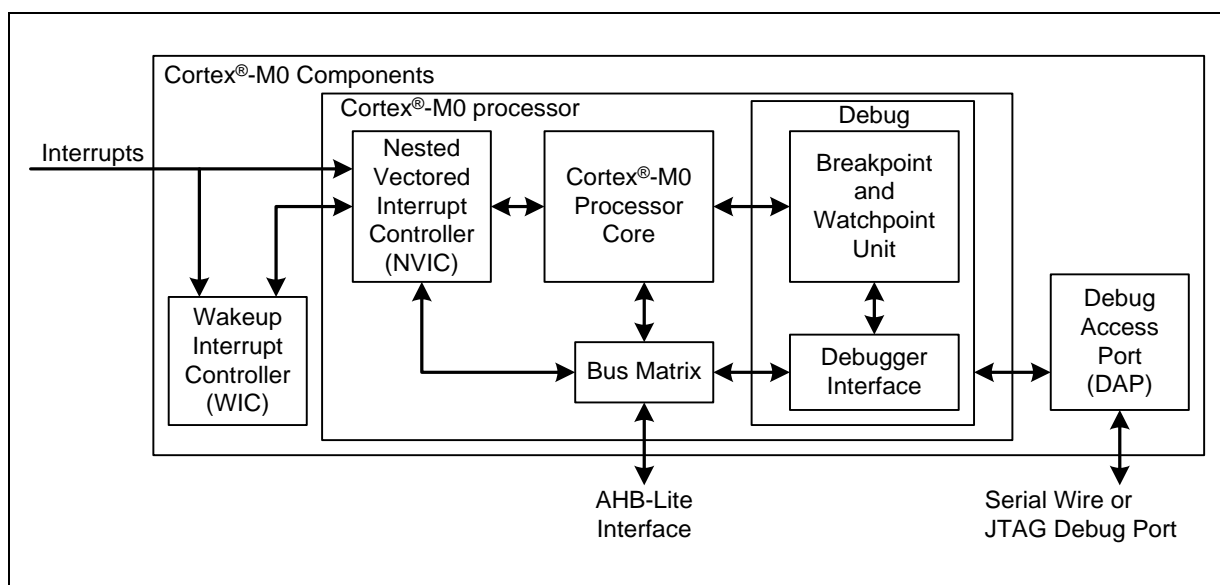 Cortex®-M0 Components
Cortex®-M0 processor
Debug
Interrupts
Nested
Vectored
Interrupt
Controller
(NVIC)
Cortex®-M0
Processor
Core
Breakpoint
and
Watchpoint
Unit
Wakeup
Interrupt
Controller
(WIC)
Bus Matrix
Debugger
Interface
Debug
Access
Port
(DAP)
AHB-Lite
Interface
Serial Wire or
JTAG Debug Port